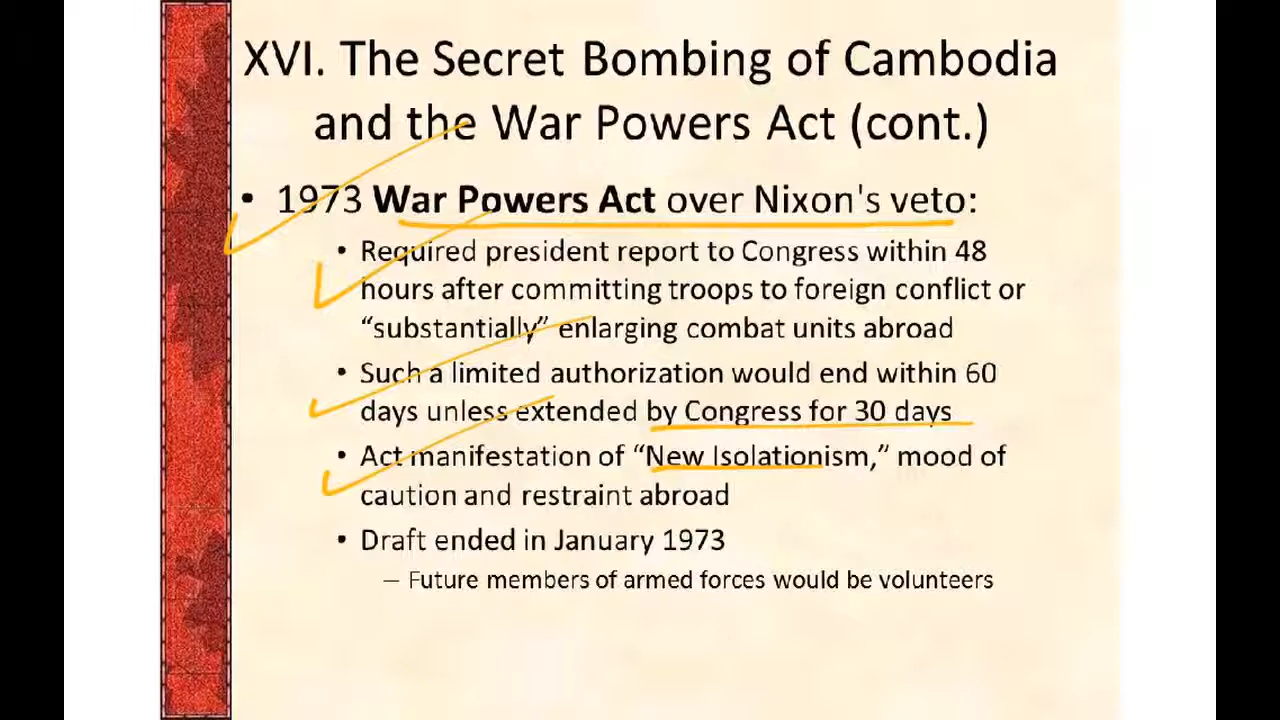 XVI. The Secret Bombing of Cambodia
and the War Powers Act (cont.)
• 1973 War Powers Act over Nixon's veto:
• Required president report to Congress within 48
hours after committing troops to foreign conflict or
“substantially” enlarging combat units abroad
• Such a limited authorization would end within 60
days unless extended by Congress for 30 days
• Act manifestation of “New Isolationism,” mood of
caution and restraint abroad
• Draft ended in January 1973
– Future members of armed forces would be volunteers